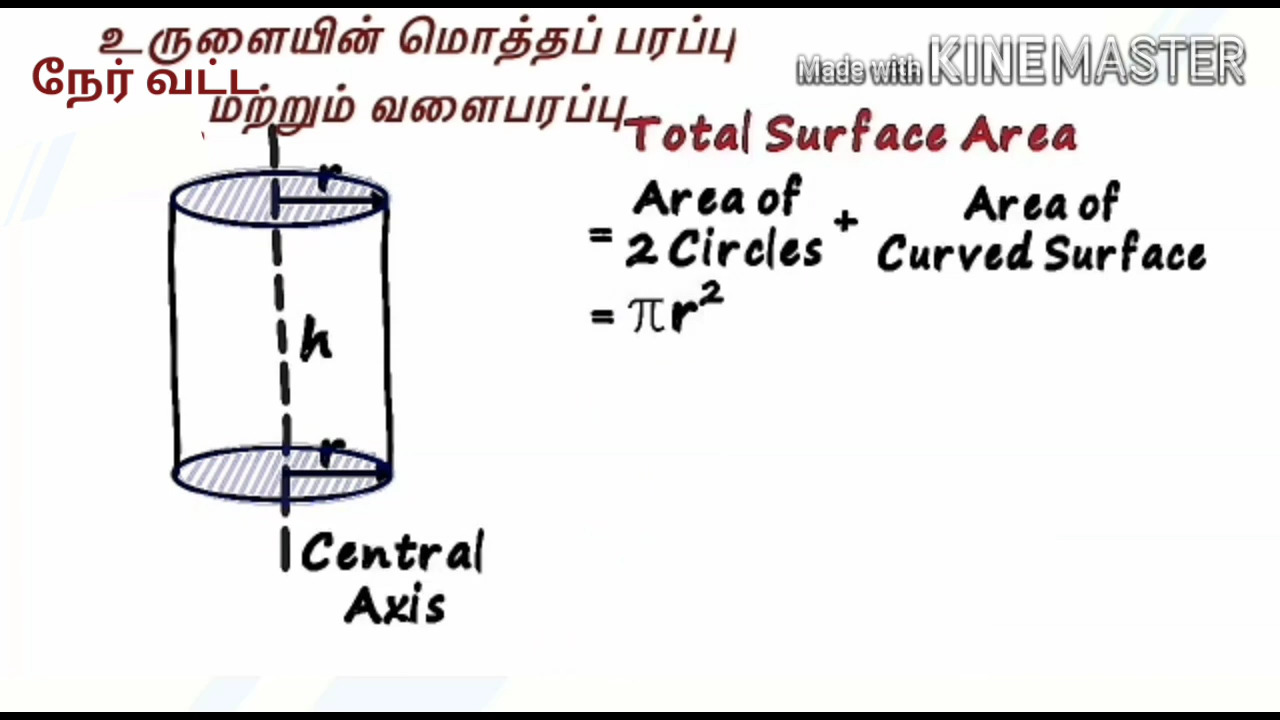 உருளையின் மொத்தப் பரப்பு
நேர் வட்ட
மற்றும் வளைபரப்பு
Made with KINEMASTER
Total Surface Area
= Area of 2 Circles + Area of Curved Surface
= πr²
r
h
r
Central
Axis